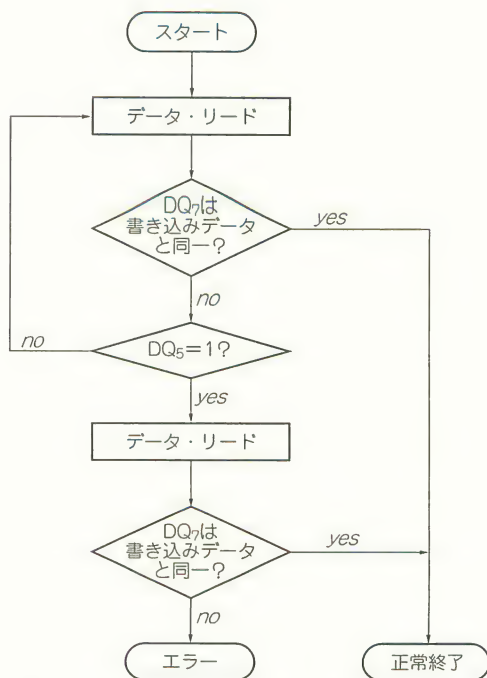 スタート
データ・リード
DQ₇は
書き込みデータ
と同一？
yes
no
no
DQ₅＝1？
yes
データ・リード
DQ₇は
書き込みデータ
と同一？
yes
no
エラー
正常終了